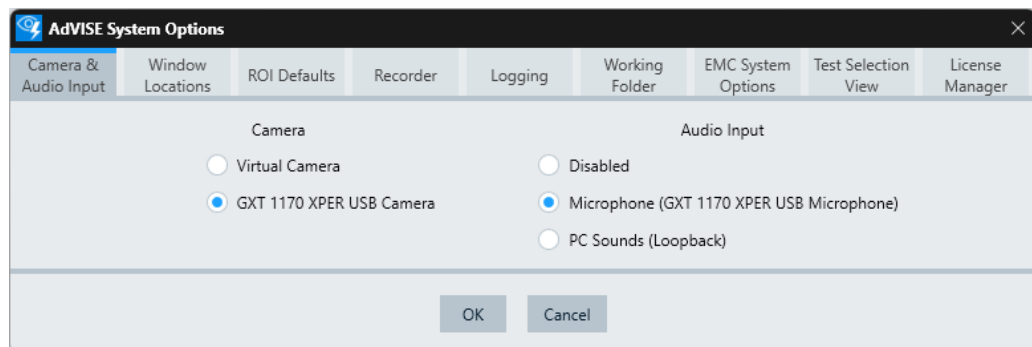 AdVISE System Options
Camera &
Audio Input
Window
Locations
ROI Defaults
Recorder
Logging
Working
Folder
EMC System
Options
Test Selection
View
License
Manager
Camera
Audio Input
Virtual Camera
Disabled
GXT 1170 XPER USB Camera
Microphone (GXT 1170 XPER USB Microphone)
PC Sounds (Loopback)
OK
Cancel